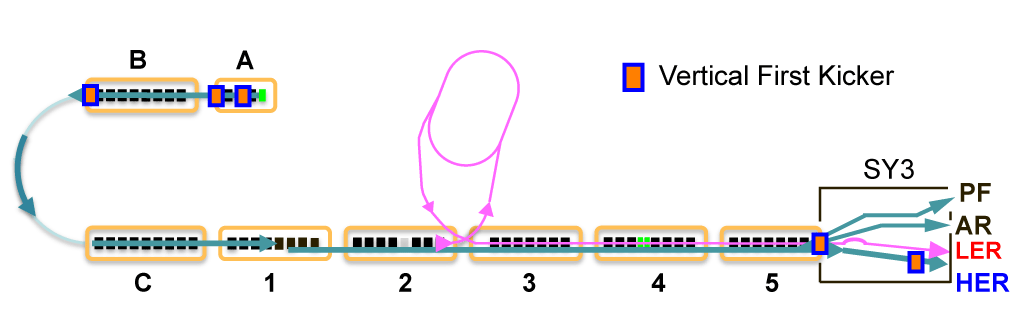 B
A
Vertical First Kicker
SY3
PF
AR
LER
HER
C
1
2
3
4
5